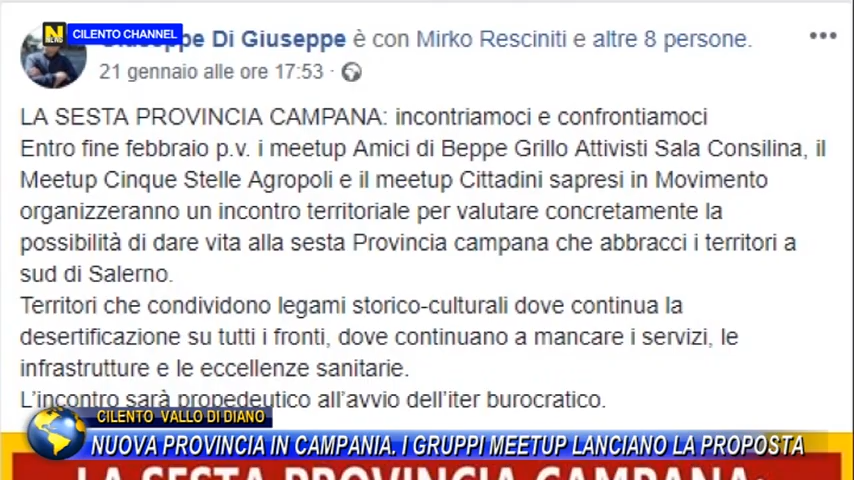 CILENTO CHANNEL
Giuseppe Di Giuseppe è con Mirko Resciniti e altre 8 persone.
21 gennaio alle ore 17:53 ·
LA SESTA PROVINCIA CAMPANA: incontriamoci e confrontiamoci
Entro fine febbraio p.v. i meetup Amici di Beppe Grillo Attivisti Sala Consilina, il
Meetup Cinque Stelle Agropoli e il meetup Cittadini sapresi in Movimento
organizzeranno un incontro territoriale per valutare concretamente la
possibilità di dare vita alla sesta Provincia campana che abbracci i territori a
sud di Salerno.
Territori che condividono legami storico-culturali dove continua la
desertificazione su tutti i fronti, dove continuano a mancare i servizi, le
infrastrutture e le eccellenze sanitarie.
L'incontro sarà propedeutico all'avvio dell'iter burocratico.
CILENTO VALLO DI DIANO
NUOVA PROVINCIA IN CAMPANIA. I GRUPPI MEETUP LANCIANO LA PROPOSTA
LA SESTA PROVINCIA CAMPANA: